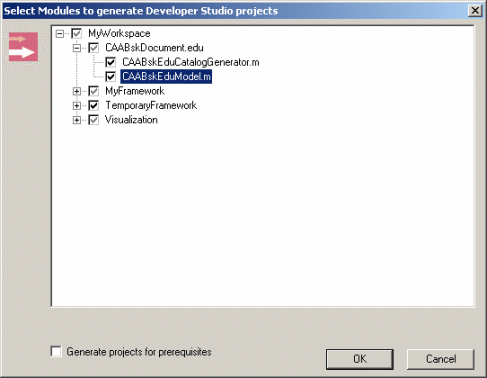 Select Modules to generate Developer Studio projects
MyWorkspace
CAABskDocument.edu
CAABskEduCatalogGenerator.m
CAABskEduModel.m
MyFramework
TemporaryFramework
Visualization
Generate projects for prerequisites
OK
Cancel